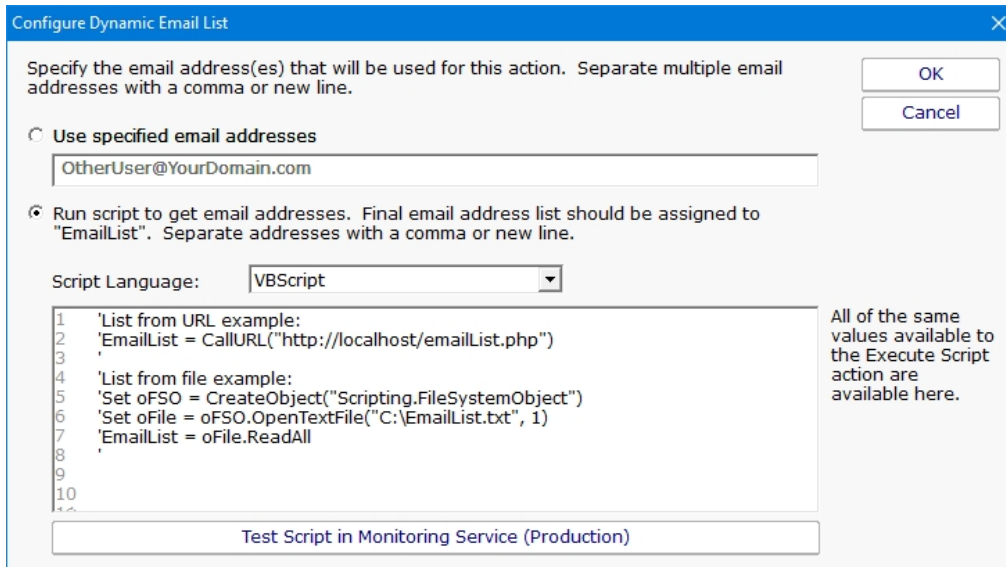 Configure Dynamic Email List
Specify the email address(es) that will be used for this action.  Separate multiple email
addresses with a comma or new line.
OK
Cancel
Use specified email addresses
OtherUser@YourDomain.com
Run script to get email addresses.  Final email address list should be assigned to
"EmailList".  Separate addresses with a comma or new line.
Script Language:
VBScript
1 'List from URL example:
2 'EmailList = CallURL("http://localhost/emailList.php")
3 '
4 'List from file example:
5 'Set oFSO = CreateObject("Scripting.FileSystemObject")
6 'Set oFile = oFSO.OpenTextFile("C:\EmailList.txt", 1)
7 'EmailList = oFile.ReadAll
8 '
9
10
All of the same
values available to
the Execute Script
action are
available here.
Test Script in Monitoring Service (Production)